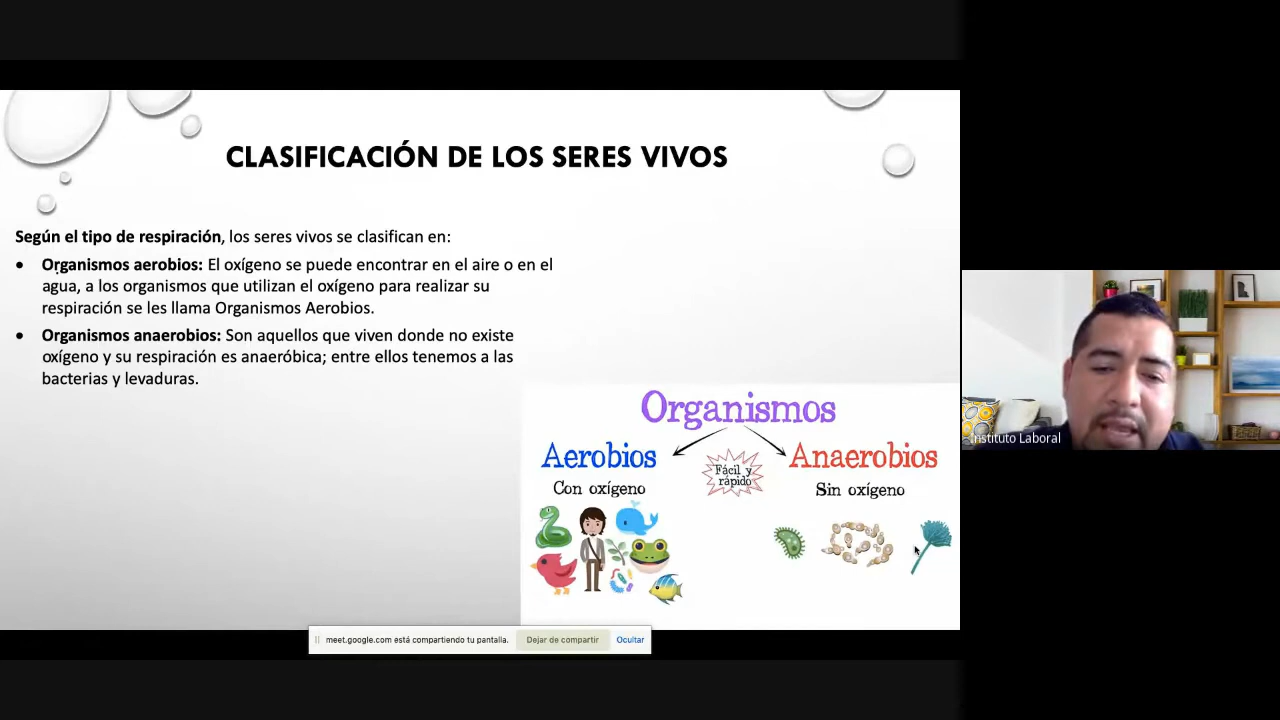 CLASIFICACIÓN DE LOS SERES VIVOS
Según el tipo de respiración, los seres vivos se clasifican en:
• Organismos aerobios: El oxígeno se puede encontrar en el aire o en el
agua, a los organismos que utilizan el oxígeno para realizar su
respiración se les llama Organismos Aerobios.
• Organismos anaerobios: Son aquellos que viven donde no existe
oxígeno y su respiración es anaeróbica; entre ellos tenemos a las
bacterias y levaduras.
Organismos
Aerobios
Con oxígeno
Fácil y
rápido
Anaerobios
Sin oxígeno
Instituto Laboral
meet.google.com está compartiendo tu pantalla.
Dejar de compartir
Ocultar